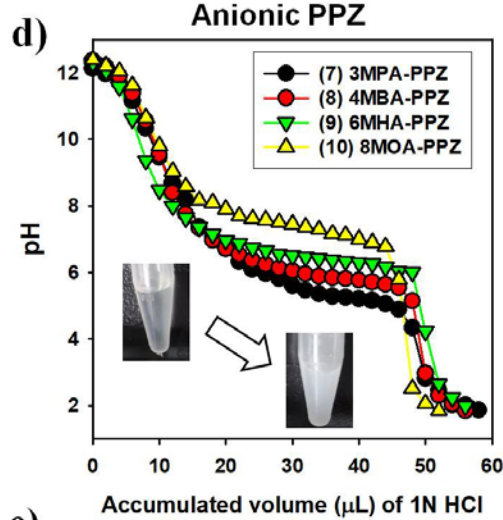 Anionic PPZ
d)
(7) 3MPA-PPZ
(8) 4MBA-PPZ
(9) 6MHA-PPZ
(10) 8MOA-PPZ
pH
12
10
8
6
4
2
0 10 20 30 40 50 60
Accumulated volume (μL) of 1N HCl